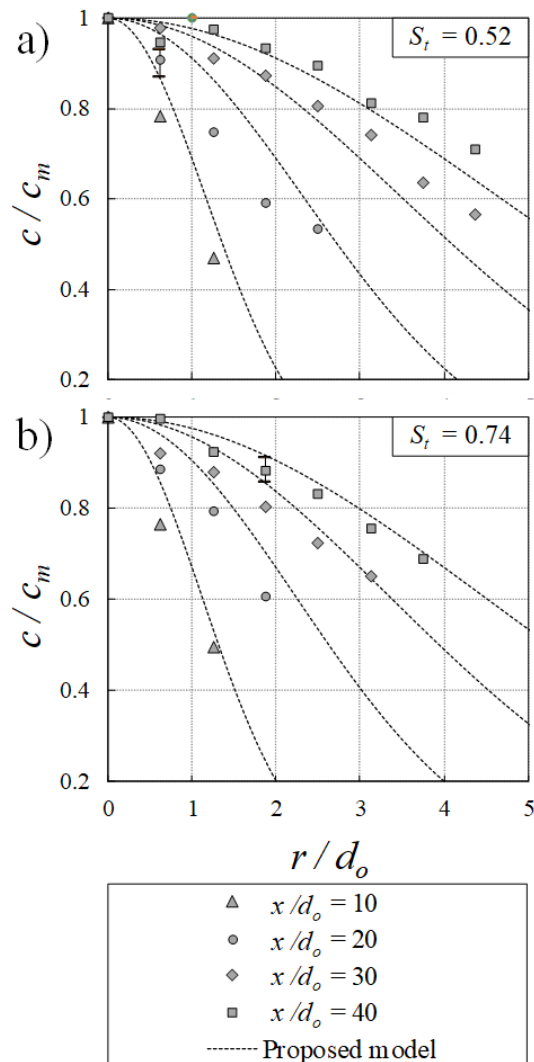 a)
S_t = 0.52
1
0.8
0.6
0.4
0.2
c / c_m
b)
S_t = 0.74
1
0.8
0.6
0.4
0.2
c / c_m
0 1 2 3 4 5
r / d_o
x /d_o = 10
x /d_o = 20
x /d_o = 30
x /d_o = 40
Proposed model